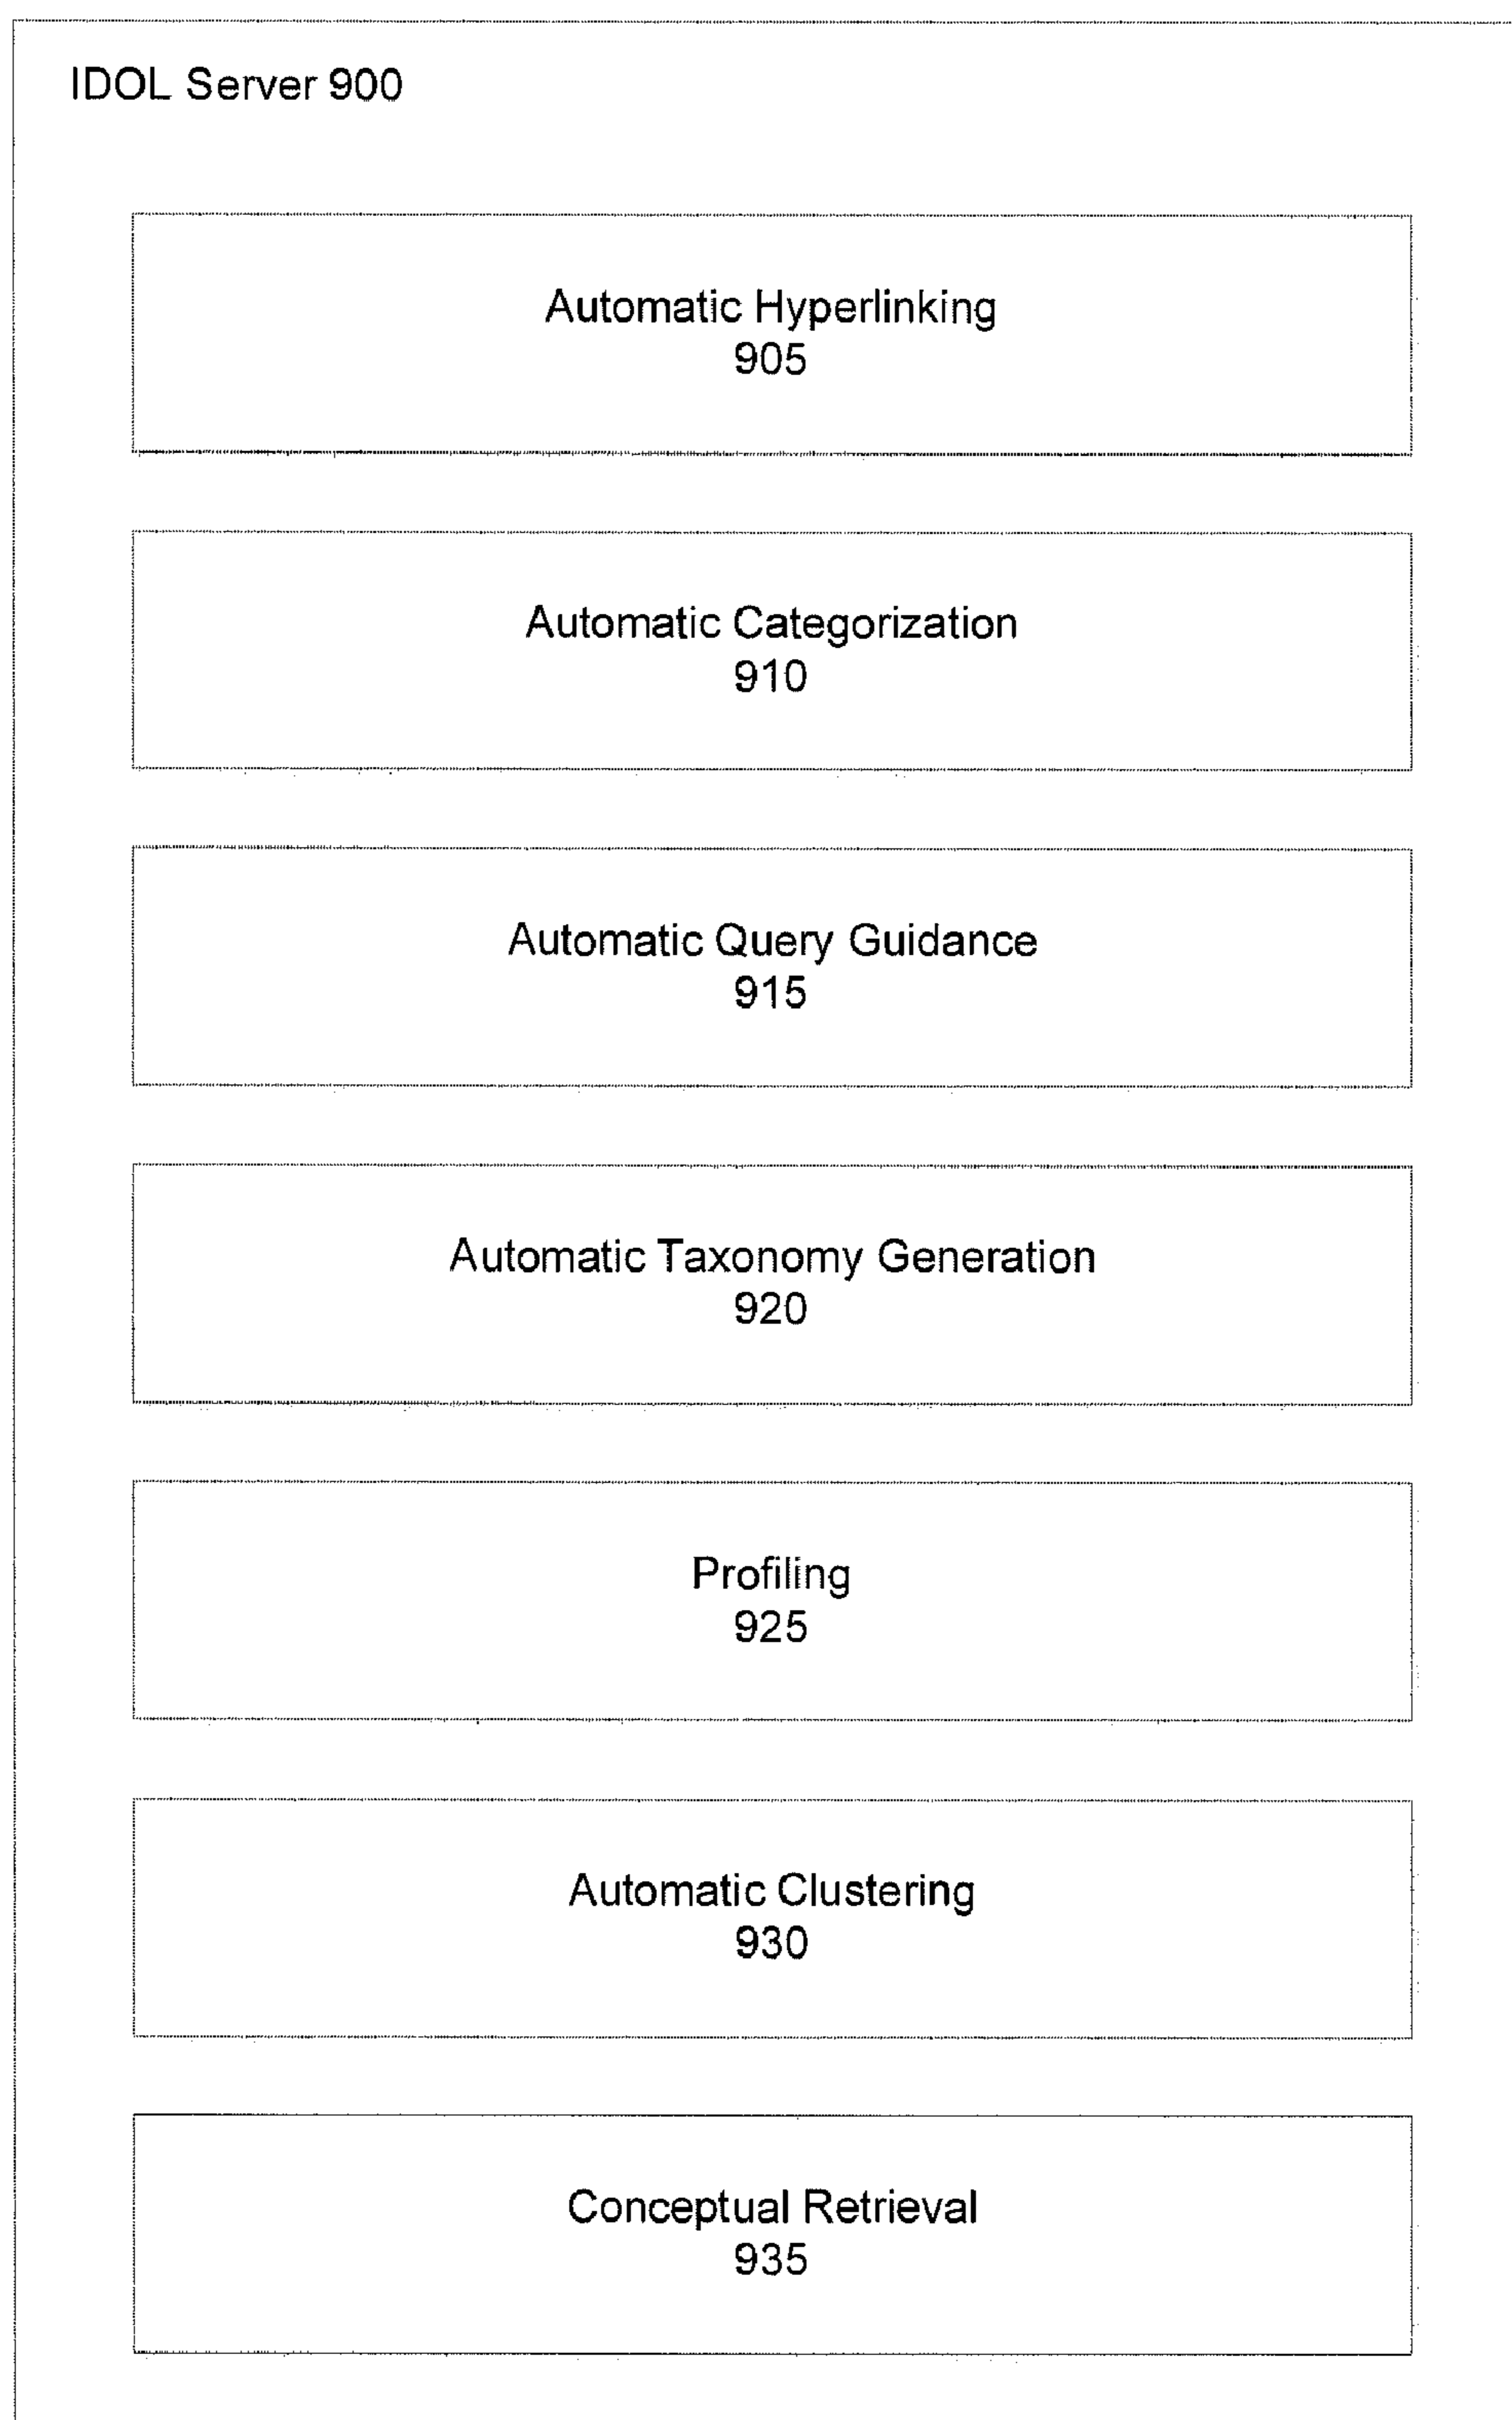 IDOL Server 900
Automatic Hyperlinking
905
Automatic Categorization
910
Automatic Query Guidance
915
Automatic Taxonomy Generation
920
Profiling
925
Automatic Clustering
930
Conceptual Retrieval
935